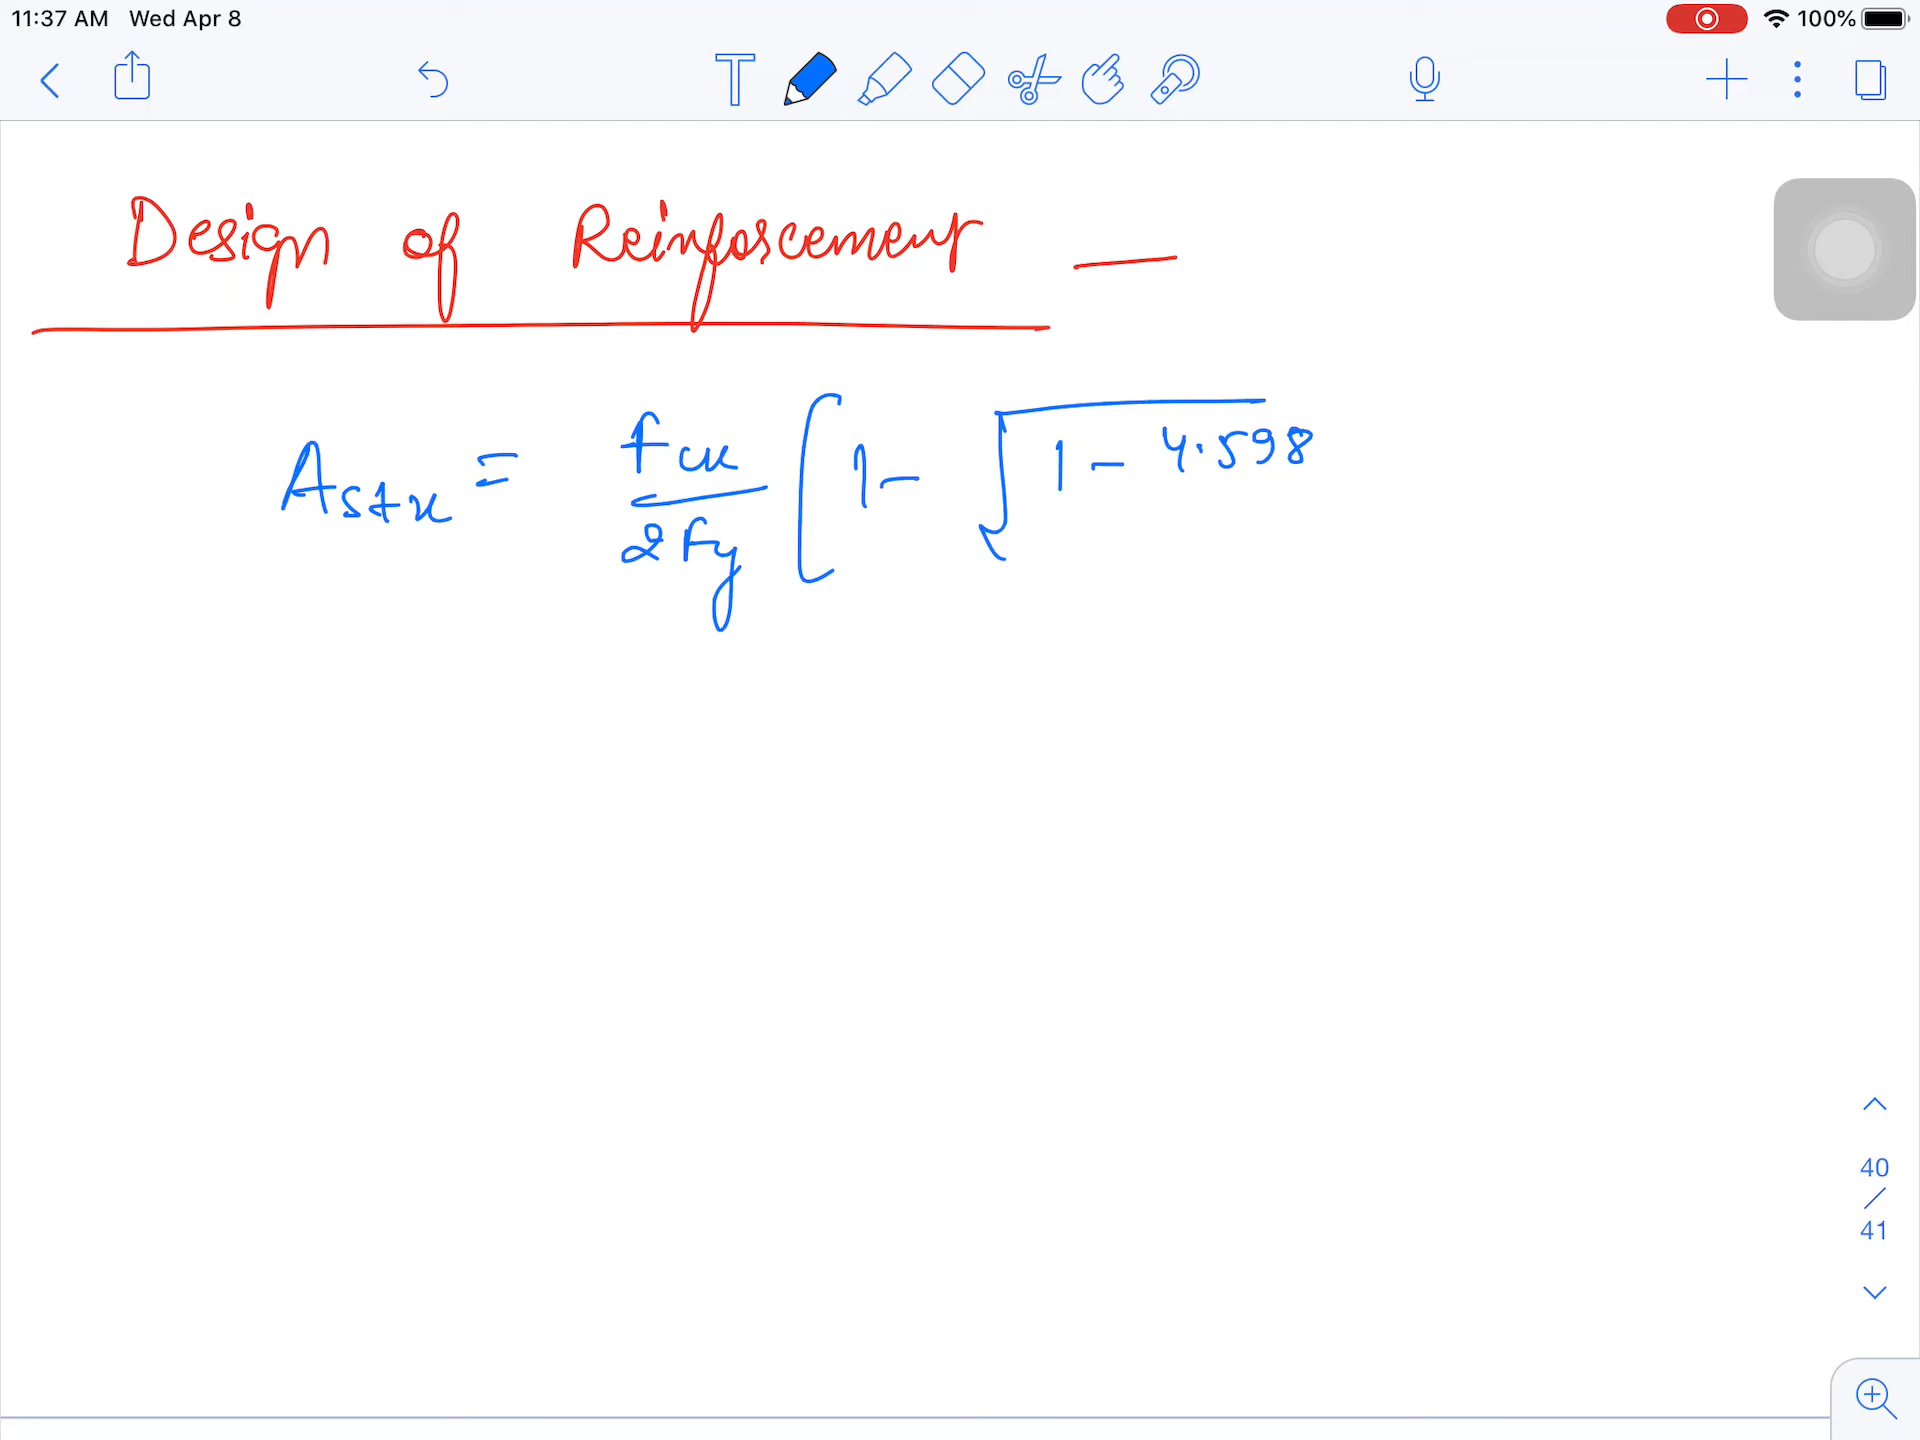 11:37 AM Wed Apr 8 100%
T
Design of Reinforcement —
Astx = fck / 2fy [ 1 - √ 1 - 4.598
40
/
41